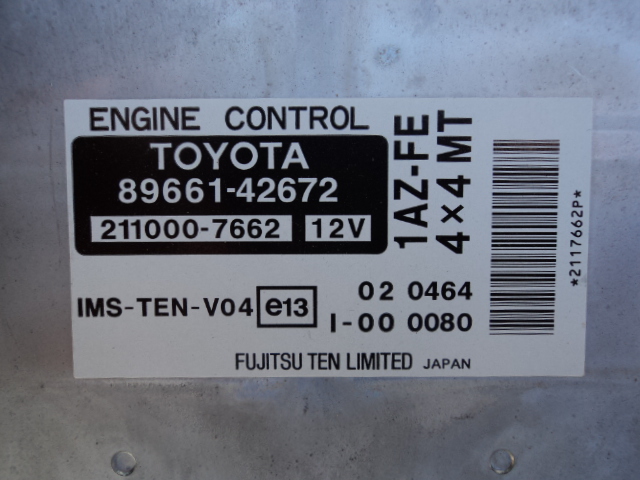 ENGINE CONTROL
TOYOTA
89661-42672
211000-7662 12V
1AZ-FE
4×4 MT
IMS-TEN-V04 e13
02 0464
I-00 0080
FUJITSU TEN LIMITED JAPAN
*2117662P*